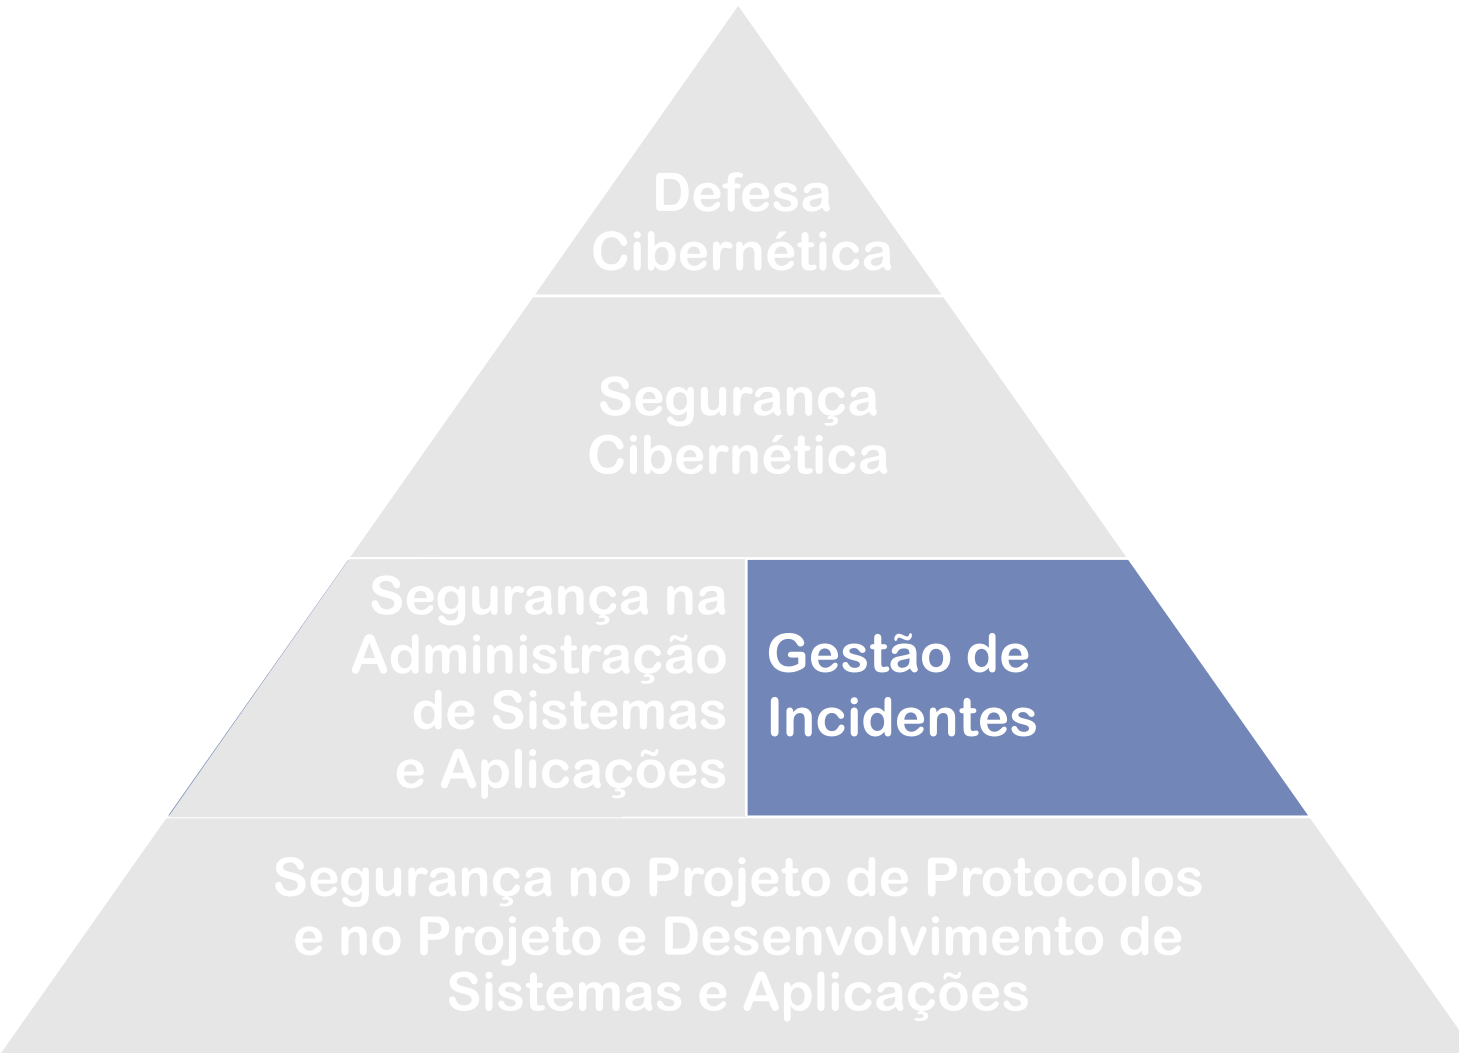 Defesa
Cibernética
Segurança
Cibernética
Segurança na
Administração
de Sistemas
e Aplicações
Gestão de
Incidentes
Segurança no Projeto de Protocolos
e no Projeto e Desenvolvimento de
Sistemas e Aplicações